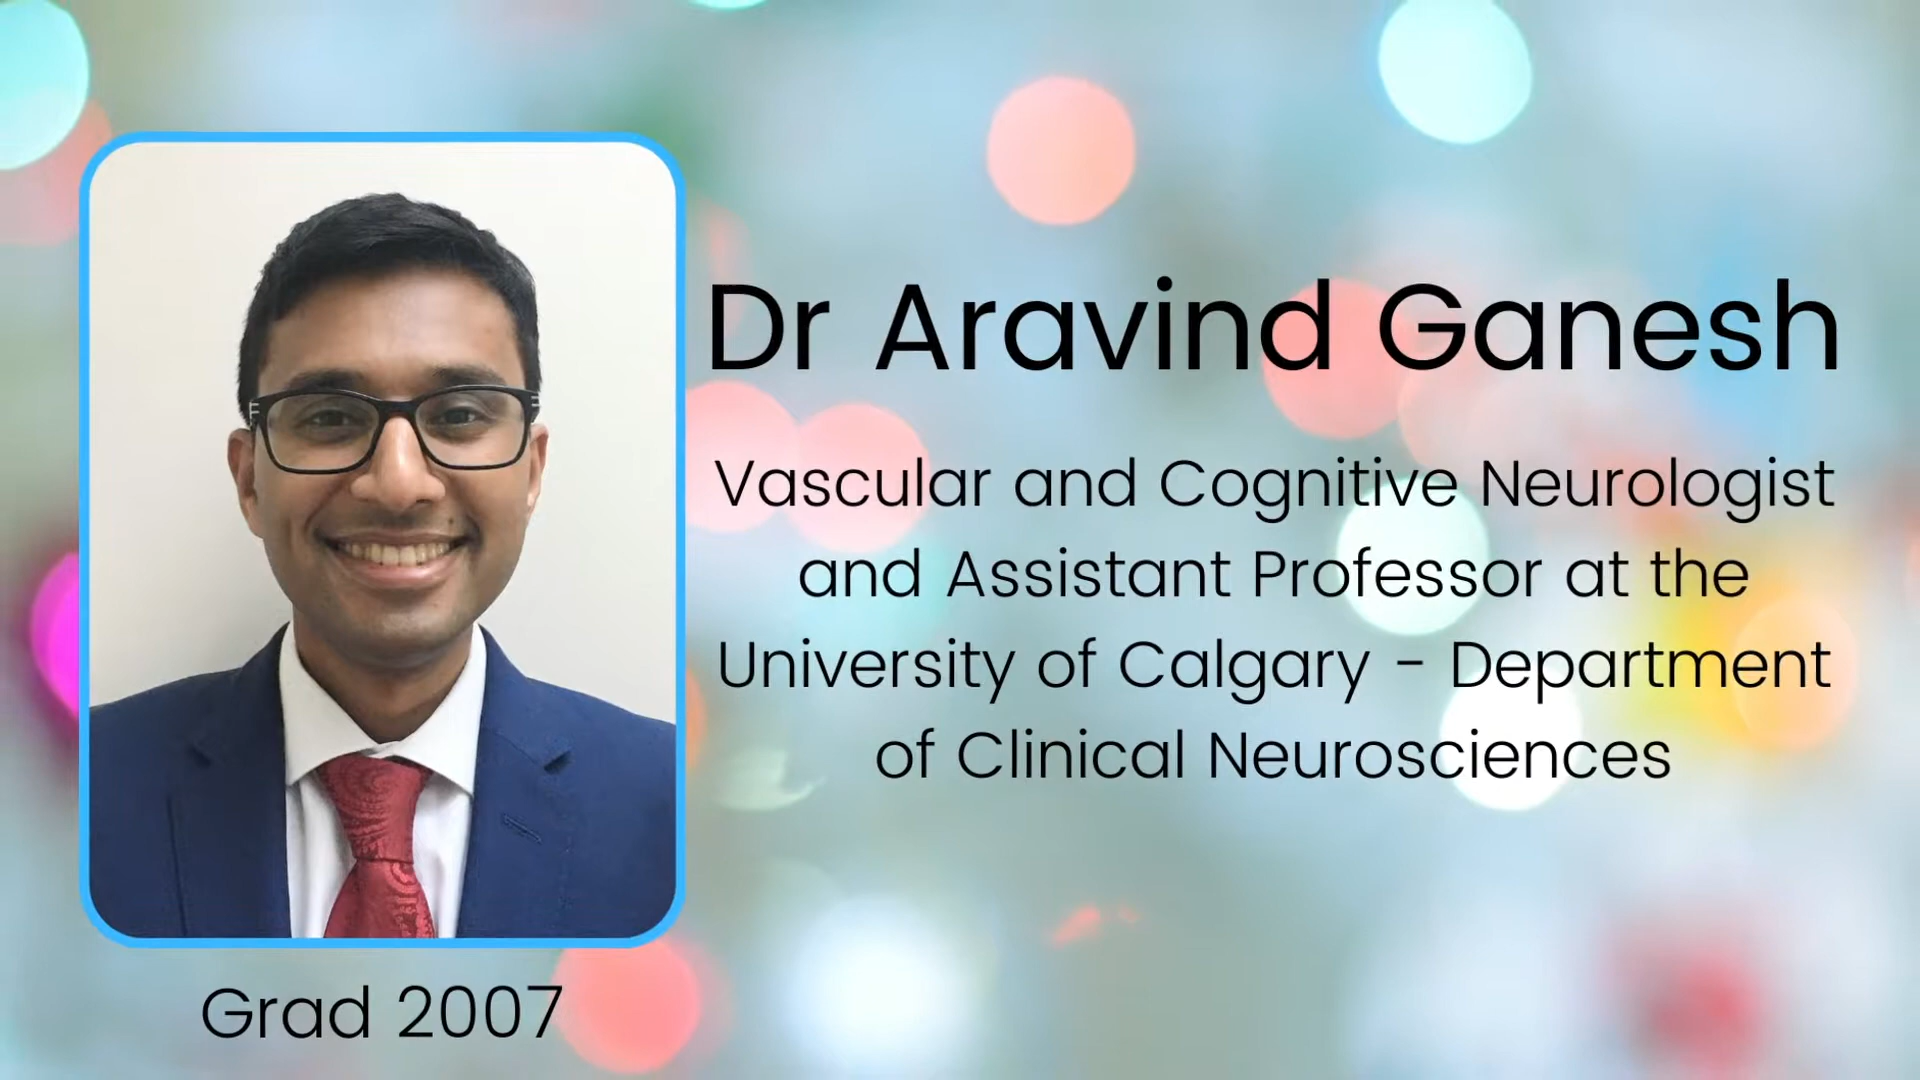 Dr Aravind Ganesh
Vascular and Cognitive Neurologist
and Assistant Professor at the
University of Calgary - Department
of Clinical Neurosciences
Grad 2007